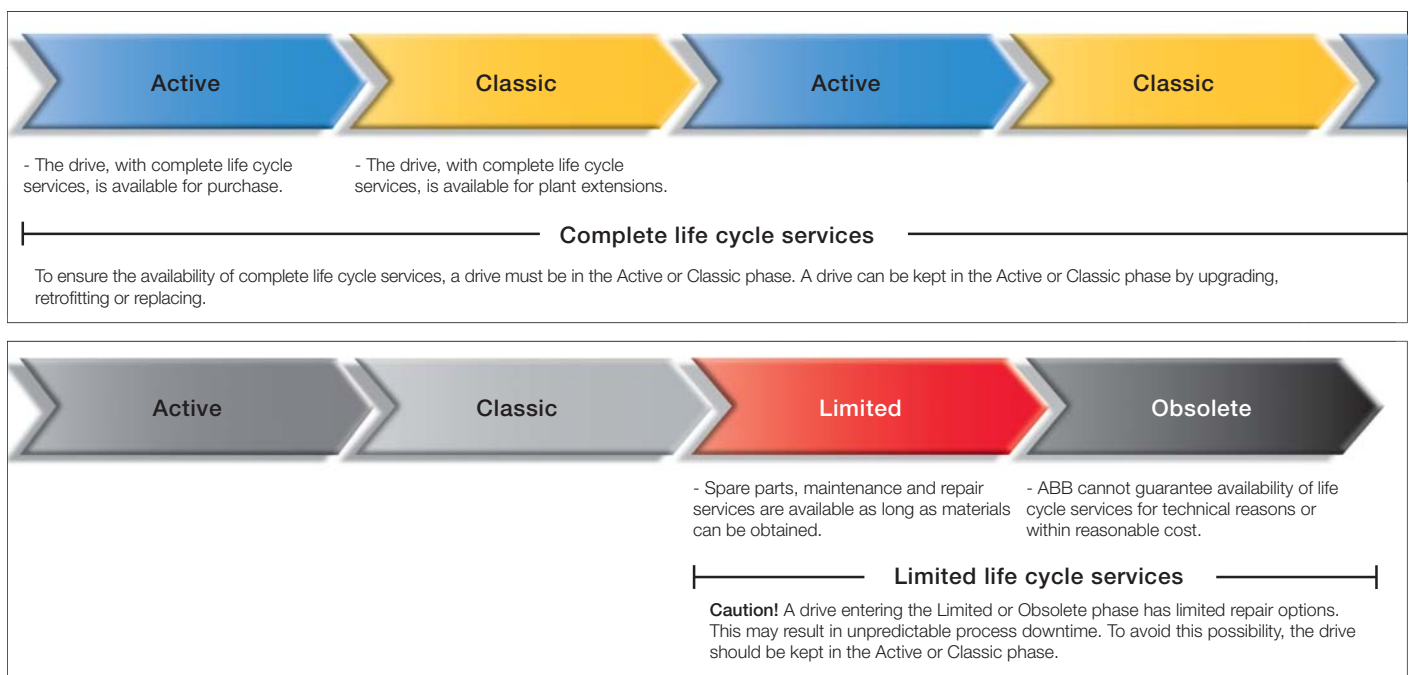 Active
Classic
Active
Classic
- The drive, with complete life cycle
services, is available for purchase.
- The drive, with complete life cycle
services, is available for plant extensions.
Complete life cycle services
To ensure the availability of complete life cycle services, a drive must be in the Active or Classic phase. A drive can be kept in the Active or Classic phase by upgrading,
retrofitting or replacing.
Active
Classic
Limited
Obsolete
- Spare parts, maintenance and repair
services are available as long as materials
can be obtained.
- ABB cannot guarantee availability of life
cycle services for technical reasons or
within reasonable cost.
Limited life cycle services
Caution! A drive entering the Limited or Obsolete phase has limited repair options.
This may result in unpredictable process downtime. To avoid this possibility, the drive
should be kept in the Active or Classic phase.